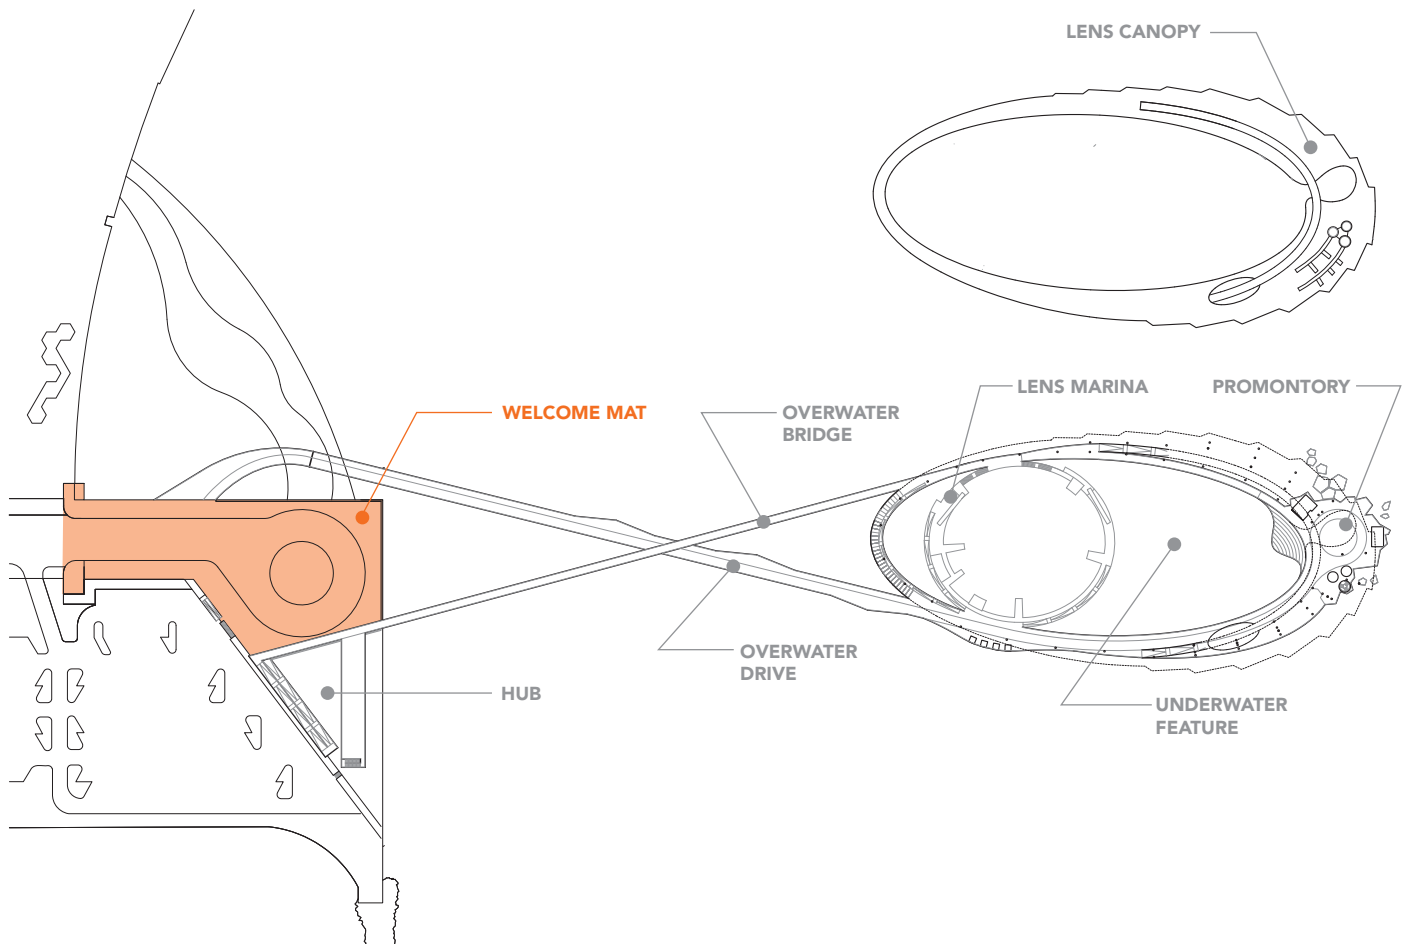 LENS CANOPY
LENS MARINA
PROMONTORY
WELCOME MAT
OVERWATER
BRIDGE
OVERWATER
DRIVE
HUB
UNDERWATER
FEATURE